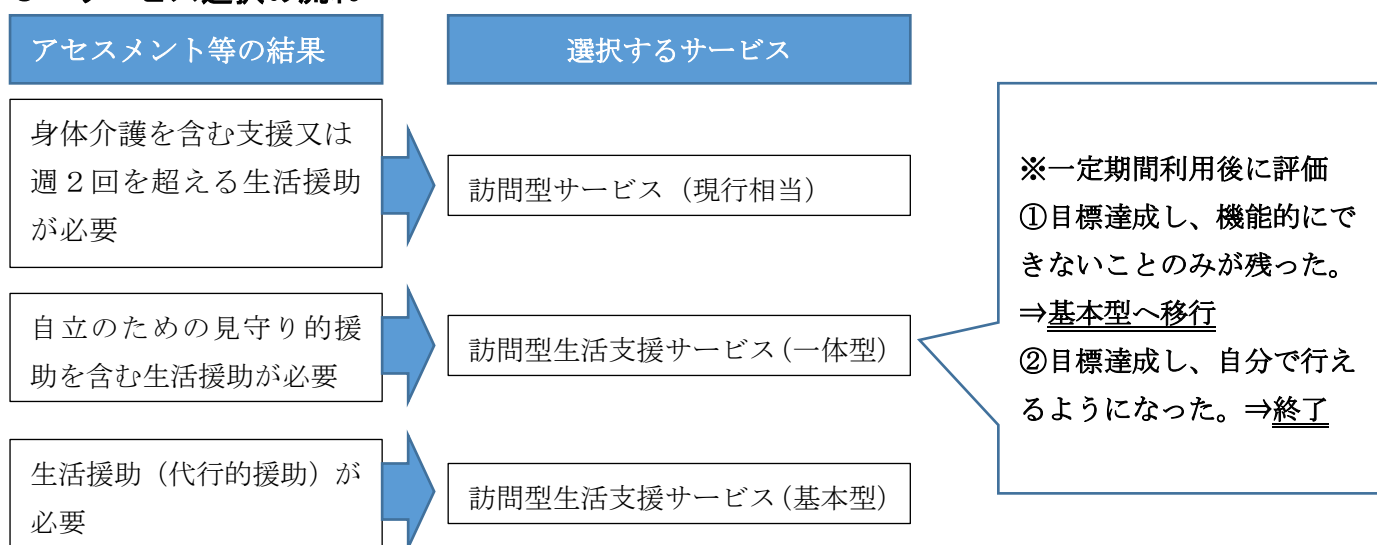 アセスメント等の結果
選択するサービス
身体介護を含む支援又は
週２回を超える生活援助
が必要
訪問型サービス（現行相当）
自立のための見守り的援
助を含む生活援助が必要
訪問型生活支援サービス（一体型）
生活援助（代行的援助）が
必要
訪問型生活支援サービス（基本型）
※一定期間利用後に評価
①目標達成し、機能的にで
きないことのみが残った。
⇒基本型へ移行
②目標達成し、自分で行え
るようになった。⇒終了